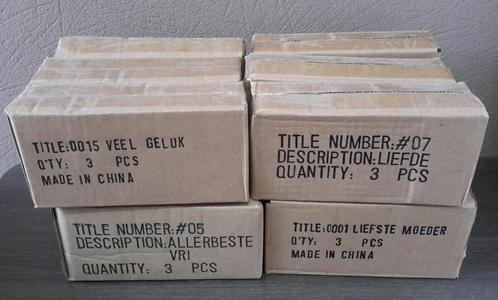 TITLE:0015 VEEL GELUK
Q'TY: 3 PCS
MADE IN CHINA
TITLE NUMBER:#07
DESCRIPTION:LIEFDE
QUANTITY: 3 PCS
TITLE NUMBER:#05
DESCRIPTION:ALLERBESTE
VRI
QUANTITY: 3 PCS
TITLE:0001 LIEFSTE MOEDER
Q'TY: 3 PCS
MADE IN CHINA